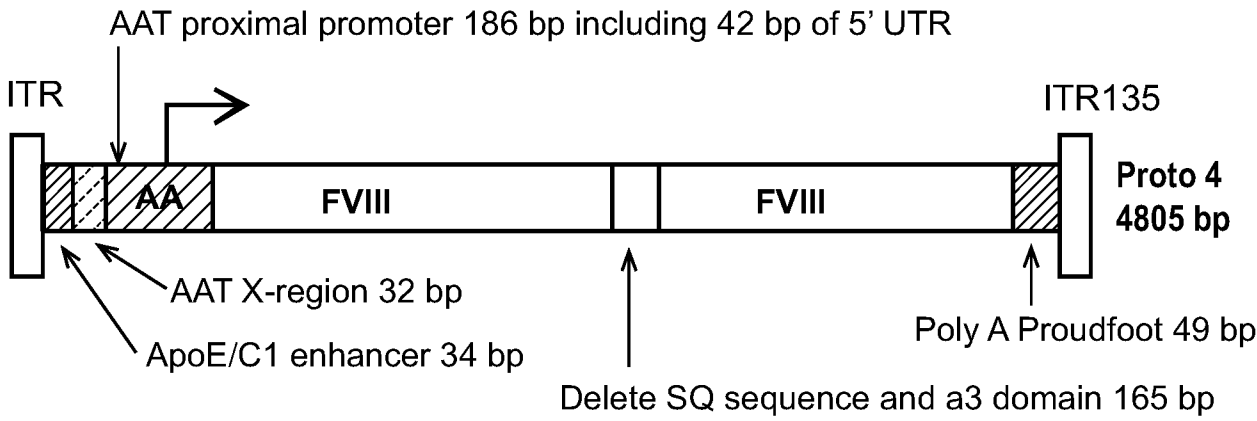 AAT proximal promoter 186 bp including 42 bp of 5’ UTR
ITR
ITR135
AA
FVIII
FVIII
Proto 4
4805 bp
AAT X-region 32 bp
ApoE/C1 enhancer 34 bp
Poly A Proudfoot 49 bp
Delete SQ sequence and a3 domain 165 bp